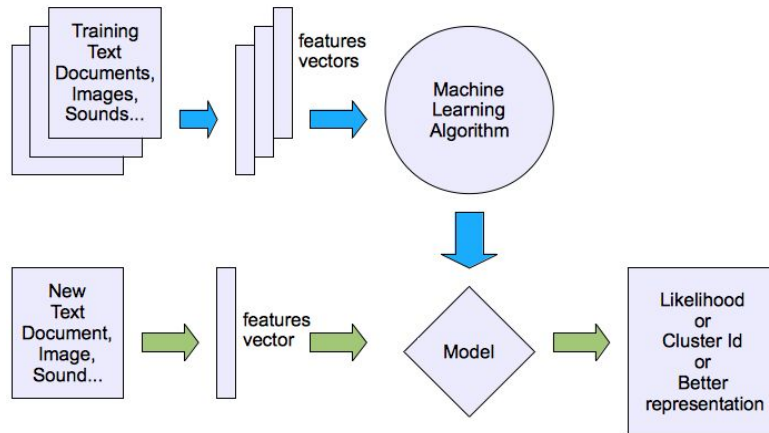 Training
Text
Documents,
Images,
Sounds...
features
vectors
Machine
Learning
Algorithm
New
Text
Document,
Image,
Sound...
features
vector
Model
Likelihood
or
Cluster Id
or
Better
representation